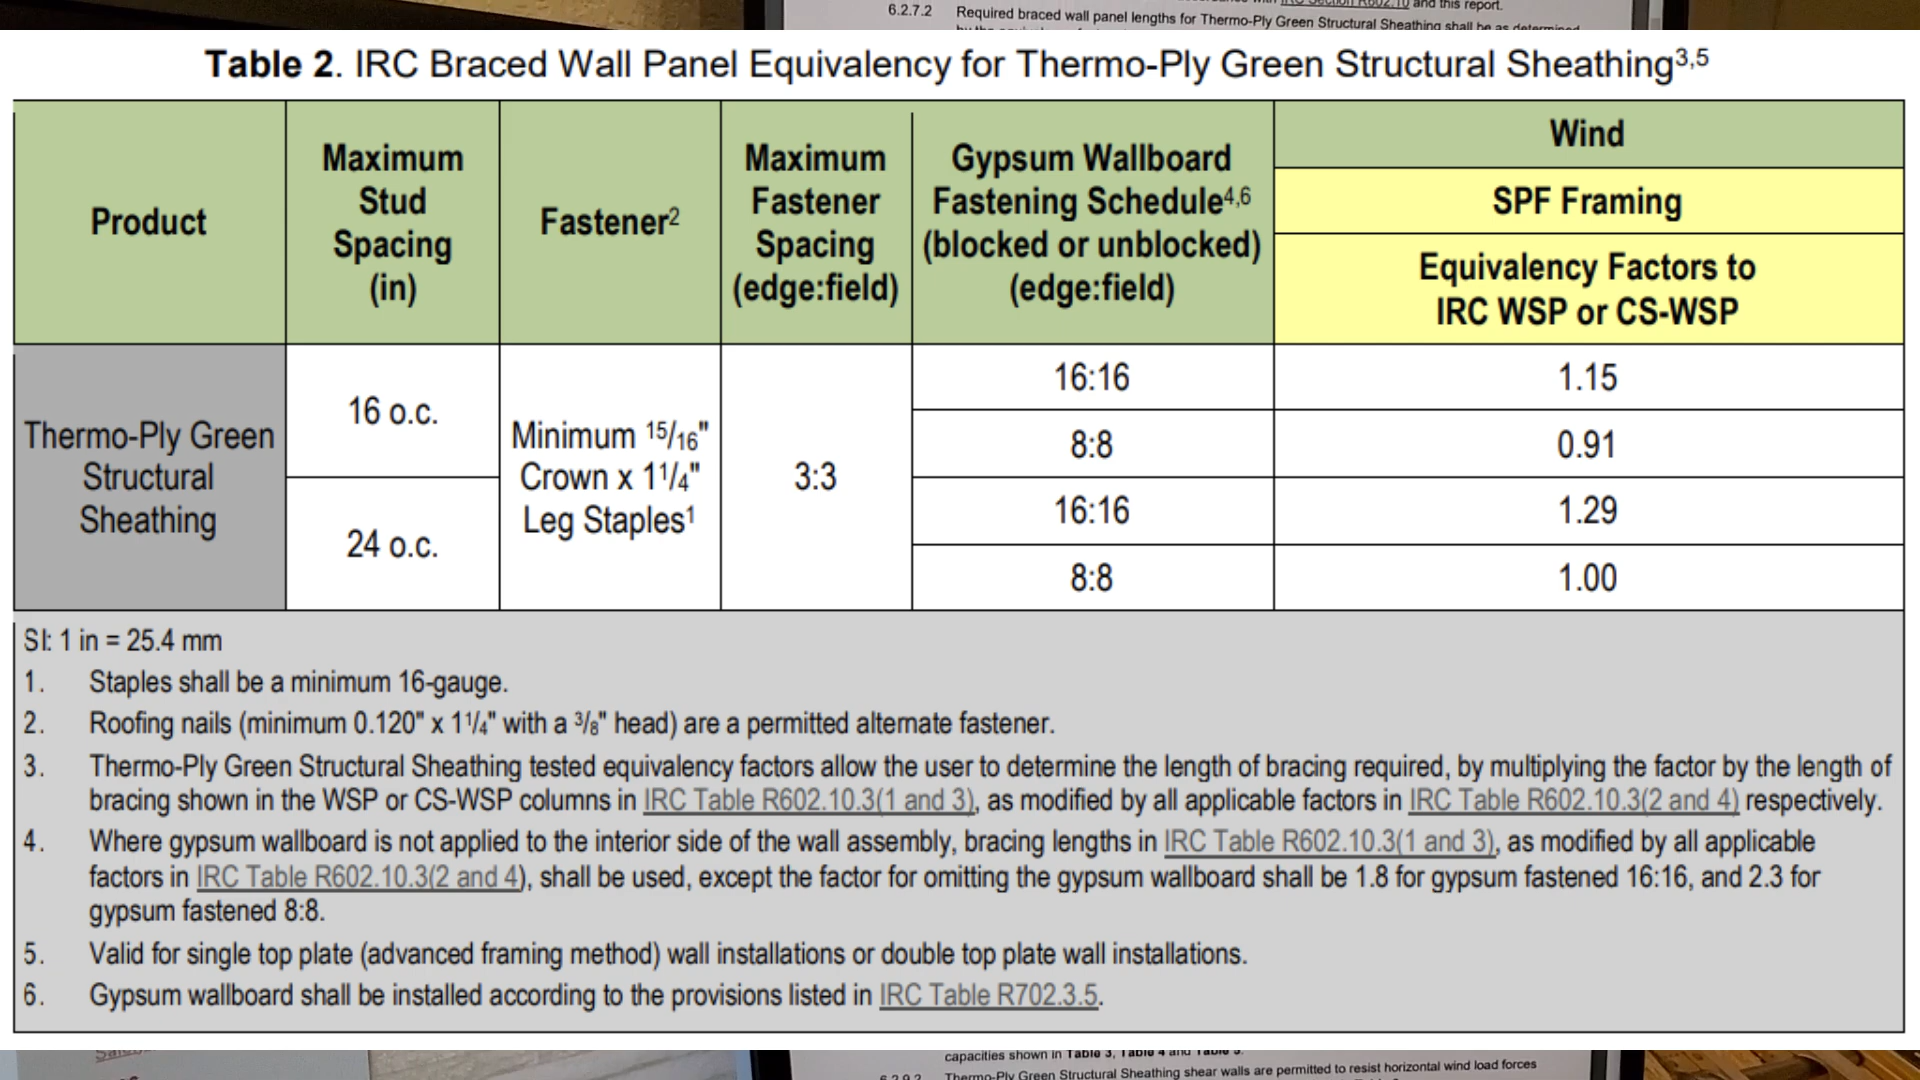 6.2.7.2 Required braced wall panel lengths for Thermo-Ply Green Structural Sheathing shall be as determined
and this report.
Table 2. IRC Braced Wall Panel Equivalency for Thermo-Ply Green Structural Sheathing3,5
Product
Maximum
Stud
Spacing
(in)
Fastener2
Maximum
Fastener
Spacing
(edge:field)
Gypsum Wallboard
Fastening Schedule4,6
(blocked or unblocked)
(edge:field)
Wind
SPF Framing
Equivalency Factors to
IRC WSP or CS-WSP
Thermo-Ply Green
Structural
Sheathing
16 o.c.
24 o.c.
Minimum 15/16"
Crown x 11/4"
Leg Staples1
3:3
16:16 1.15
8:8 0.91
16:16 1.29
8:8 1.00
SI: 1 in = 25.4 mm
1. Staples shall be a minimum 16-gauge.
2. Roofing nails (minimum 0.120" x 11/4" with a 3/8" head) are a permitted alternate fastener.
3. Thermo-Ply Green Structural Sheathing tested equivalency factors allow the user to determine the length of bracing required, by multiplying the factor by the length of
bracing shown in the WSP or CS-WSP columns in IRC Table R602.10.3(1 and 3), as modified by all applicable factors in IRC Table R602.10.3(2 and 4) respectively.
4. Where gypsum wallboard is not applied to the interior side of the wall assembly, bracing lengths in IRC Table R602.10.3(1 and 3), as modified by all applicable
factors in IRC Table R602.10.3(2 and 4), shall be used, except the factor for omitting the gypsum wallboard shall be 1.8 for gypsum fastened 16:16, and 2.3 for
gypsum fastened 8:8.
5. Valid for single top plate (advanced framing method) wall installations or double top plate wall installations.
6. Gypsum wallboard shall be installed according to the provisions listed in IRC Table R702.3.5.
capacities shown in Table 3, Table 4 and Table 5.
Thermo-Ply Green Structural Sheathing shear walls are permitted to resist horizontal wind load forces